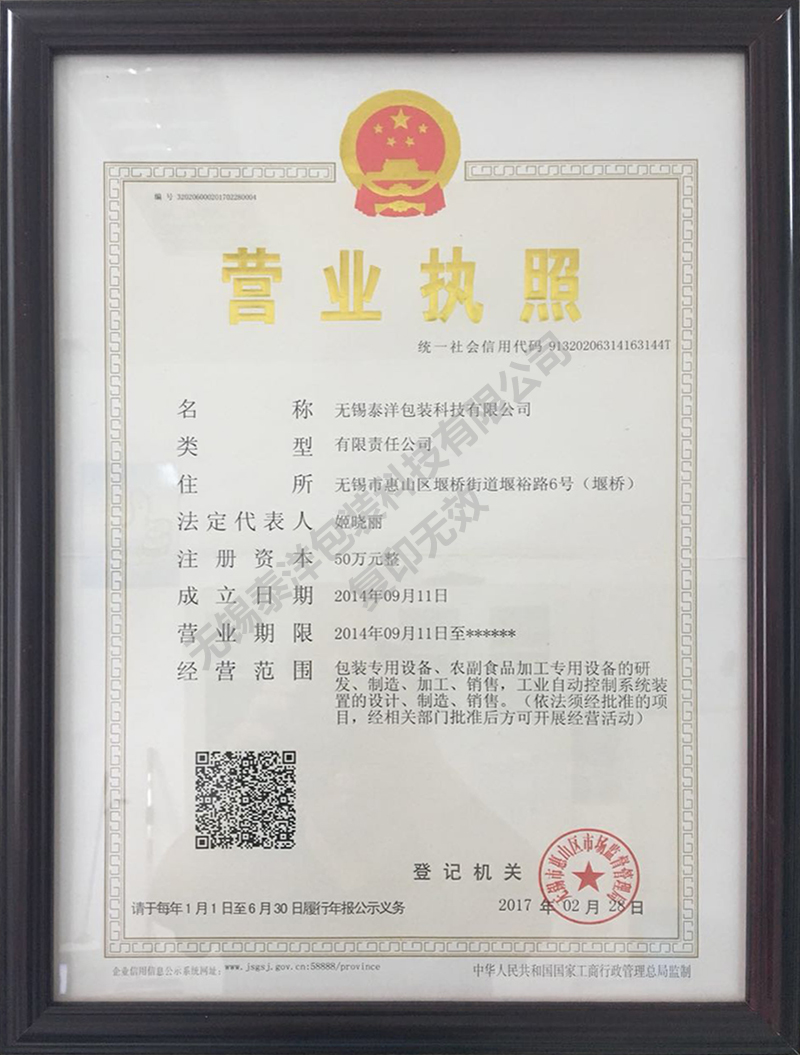 编 号 320206000201702280004
营业执照
统一社会信用代码 91320206314163144T
名称 无锡泰洋包装科技有限公司
类型 有限责任公司
住所 无锡市惠山区堰桥街道堰裕路6号（堰桥）
法定代表人 姬晓丽
注册资本 50万元整
成立日期 2014年09月11日
营业期限 2014年09月11日至******
经营范围 包装专用设备、农副食品加工专用设备的研
发、制造、加工、销售，工业自动控制系统装
置的设计、制造、销售。（依法须经批准的项
目，经相关部门批准后方可开展经营活动）
无锡泰洋包装科技有限公司
复印无效
登记机关
无锡市惠山区市场监督管理局
请于每年1月1日至6月30日履行年报公示义务
2017 年 02 月 28 日
企业信用信息公示系统网址：www.jsgsj.gov.cn:58888/province
中华人民共和国国家工商行政管理总局监制